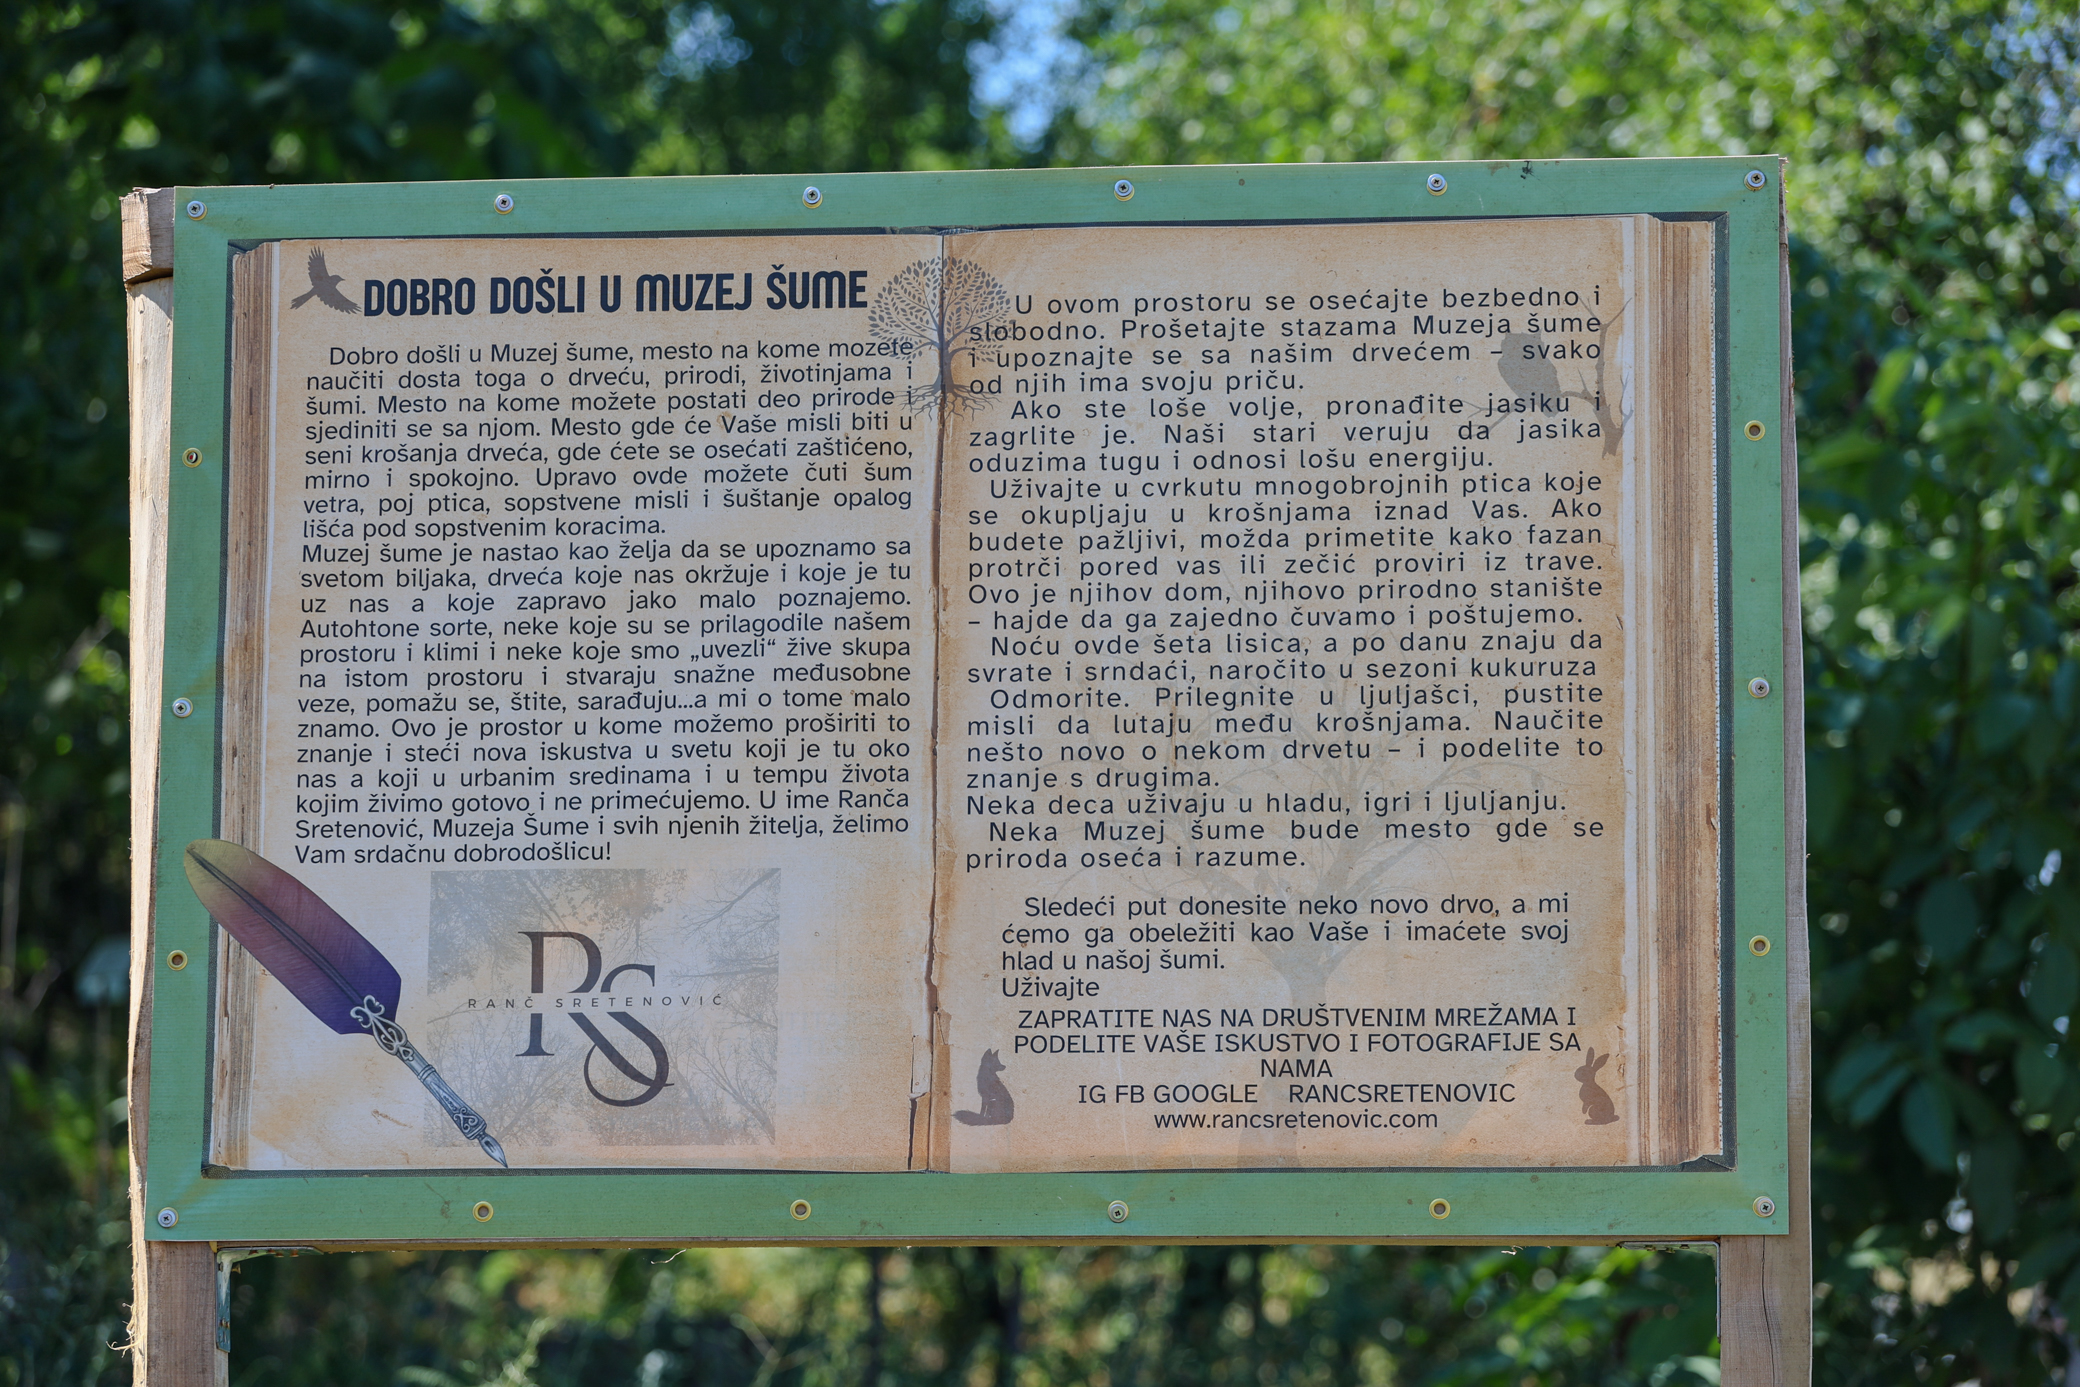 DOBRO DOŠLI U MUZEJ ŠUME
Dobro došli u Muzej šume, mesto na kome mozete
naučiti dosta toga o drveću, prirodi, životinjama i
šumi. Mesto na kome možete postati deo prirode i
sjediniti se sa njom. Mesto gde će Vaše misli biti u
seni krošanja drveća, gde ćete se osećati zaštićeno,
mirno i spokojno. Upravo ovde možete čuti šum
vetra, poj ptica, sopstvene misli i šuštanje opalog
lišća pod sopstvenim koracima.
Muzej šume je nastao kao želja da se upoznamo sa
svetom biljaka, drveća koje nas okržuje i koje je tu
uz nas a koje zapravo jako malo poznajemo.
Autohtone sorte, neke koje su se prilagodile našem
prostoru i klimi i neke koje smo „uvezli“ žive skupa
na istom prostoru i stvaraju snažne međusobne
veze, pomažu se, štite, sarađuju...a mi o tome malo
znamo. Ovo je prostor u kome možemo proširiti to
znanje i steći nova iskustva u svetu koji je tu oko
nas a koji u urbanim sredinama i u tempu života
kojim živimo gotovo i ne primećujemo. U ime Ranča
Sretenović, Muzeja Šume i svih njenih žitelja, želimo
Vam srdačnu dobrodošlicu!
RS
RANČ SRETENOVIĆ
U ovom prostoru se osećajte bezbedno i
slobodno. Prošetajte stazama Muzeja šume
i upoznajte se sa našim drvećem – svako
od njih ima svoju priču.
Ako ste loše volje, pronađite jasiku i
zagrlite je. Naši stari veruju da jasika
oduzima tugu i odnosi lošu energiju.
Uživajte u cvrkutu mnogobrojnih ptica koje
se okupljaju u krošnjama iznad Vas. Ako
budete pažljivi, možda primetite kako fazan
protrči pored vas ili zečić proviri iz trave.
Ovo je njihov dom, njihovo prirodno stanište
– hajde da ga zajedno čuvamo i poštujemo.
Noću ovde šeta lisica, a po danu znaju da
svrate i srndaći, naročito u sezoni kukuruza
Odmorite. Prilegnite u ljuljašci, pustite
misli da lutaju među krošnjama. Naučite
nešto novo o nekom drvetu – i podelite to
znanje s drugima.
Neka deca uživaju u hladu, igri i ljuljanju.
Neka Muzej šume bude mesto gde se
priroda oseća i razume.
Sledeći put donesite neko novo drvo, a mi
ćemo ga obeležiti kao Vaše i imaćete svoj
hlad u našoj šumi.
Uživajte
ZAPRATITE NAS NA DRUŠTVENIM MREŽAMA I
PODELITE VAŠE ISKUSTVO I FOTOGRAFIJE SA
NAMA
IG FB GOOGLE RANCSRETENOVIC
www.rancsretenovic.com